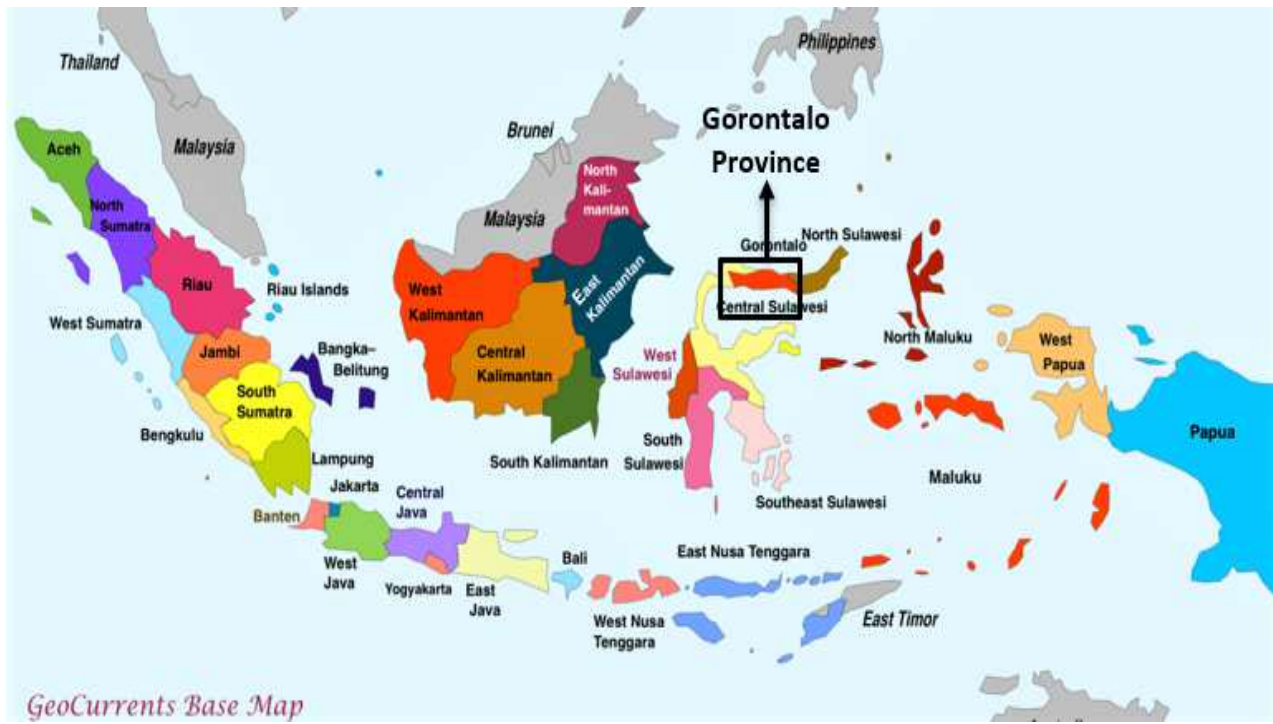 Thailand
Philippines
Gorontalo
Province
Brunei
Aceh
Malaysia
North
Sumatra
North
Kali-
mantan
Malaysia
North Sulawesi
Gorontalo
Riau
Riau Islands
West
Kalimantan
East
Kalimantan
Central Sulawesi
West Sumatra
North Maluku
West
Papua
Jambi
Bangka–
Belitung
Central
Kalimantan
West
Sulawesi
South
Sumatra
Bengkulu
Papua
South
Sulawesi
Lampung
South Kalimantan
Maluku
Jakarta
Central
Java
Southeast Sulawesi
Banten
West
Java
Yogyakarta
East
Java
Bali
East Nusa Tenggara
West Nusa
Tenggara
East Timor
GeoCurrents Base Map